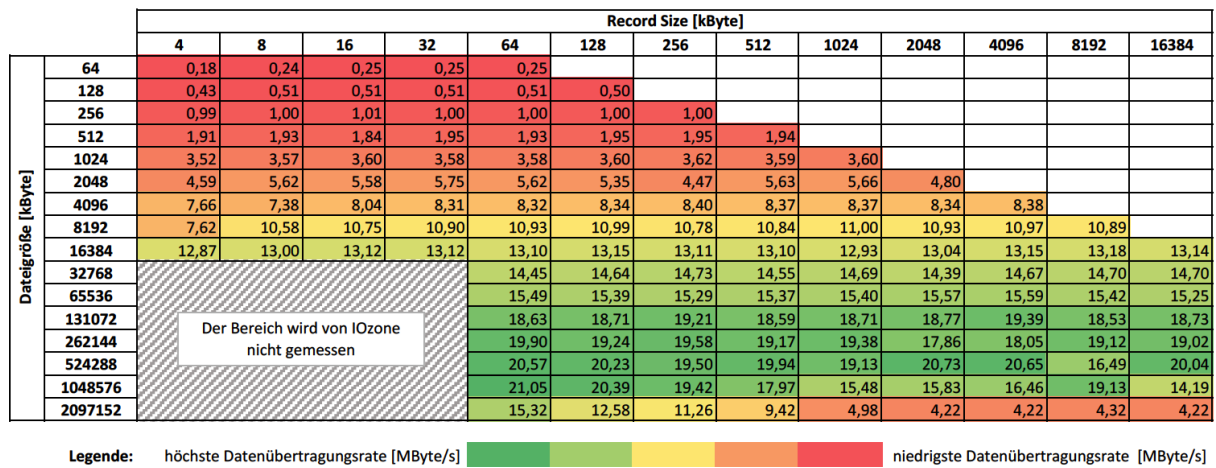 Record Size [kByte]
4 8 16 32 64 128 256 512 1024 2048 4096 8192 16384
Dateigröße [kByte]
64 0,18 0,24 0,25 0,25 0,25
128 0,43 0,51 0,51 0,51 0,51 0,50
256 0,99 1,00 1,01 1,00 1,00 1,00 1,00
512 1,91 1,93 1,84 1,95 1,93 1,95 1,95 1,94
1024 3,52 3,57 3,60 3,58 3,58 3,60 3,62 3,59 3,60
2048 4,59 5,62 5,58 5,75 5,62 5,35 4,47 5,63 5,66 4,80
4096 7,66 7,38 8,04 8,31 8,32 8,34 8,40 8,37 8,37 8,34 8,38
8192 7,62 10,58 10,75 10,90 10,93 10,99 10,78 10,84 11,00 10,93 10,97 10,89
16384 12,87 13,00 13,12 13,12 13,10 13,15 13,11 13,10 12,93 13,04 13,15 13,18 13,14
32768 14,45 14,64 14,73 14,55 14,69 14,39 14,67 14,70 14,70
65536 15,49 15,39 15,29 15,37 15,40 15,57 15,59 15,42 15,25
131072 18,63 18,71 19,21 18,59 18,71 18,77 19,39 18,53 18,73
Der Bereich wird von IOzone
nicht gemessen
262144 19,90 19,24 19,58 19,17 19,38 17,86 18,05 19,12 19,02
524288 20,57 20,23 19,50 19,94 19,13 20,73 20,65 16,49 20,04
1048576 21,05 20,39 19,42 17,97 15,48 15,83 16,46 19,13 14,19
2097152 15,32 12,58 11,26 9,42 4,98 4,22 4,22 4,32 4,22
Legende: höchste Datenübertragungsrate [MByte/s] niedrigste Datenübertragungsrate [MByte/s]